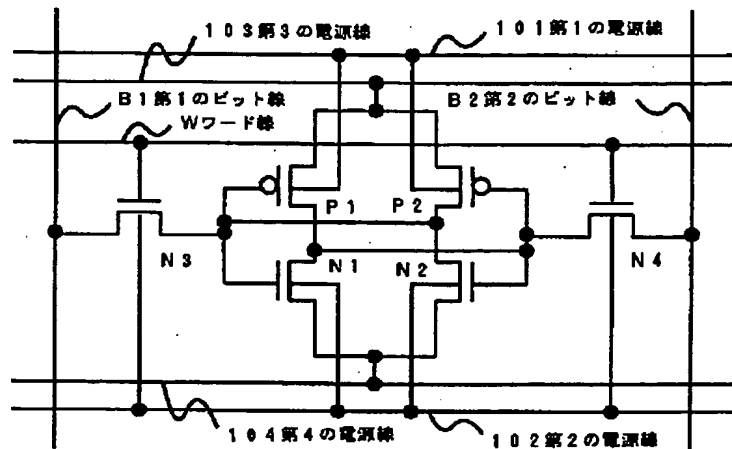 103第3の電源線
101第1の電源線
B1第1のビット線
B2第2のビット線
Wワード線
P1
P2
N3
N1
N2
N4
104第4の電源線
102第2の電源線